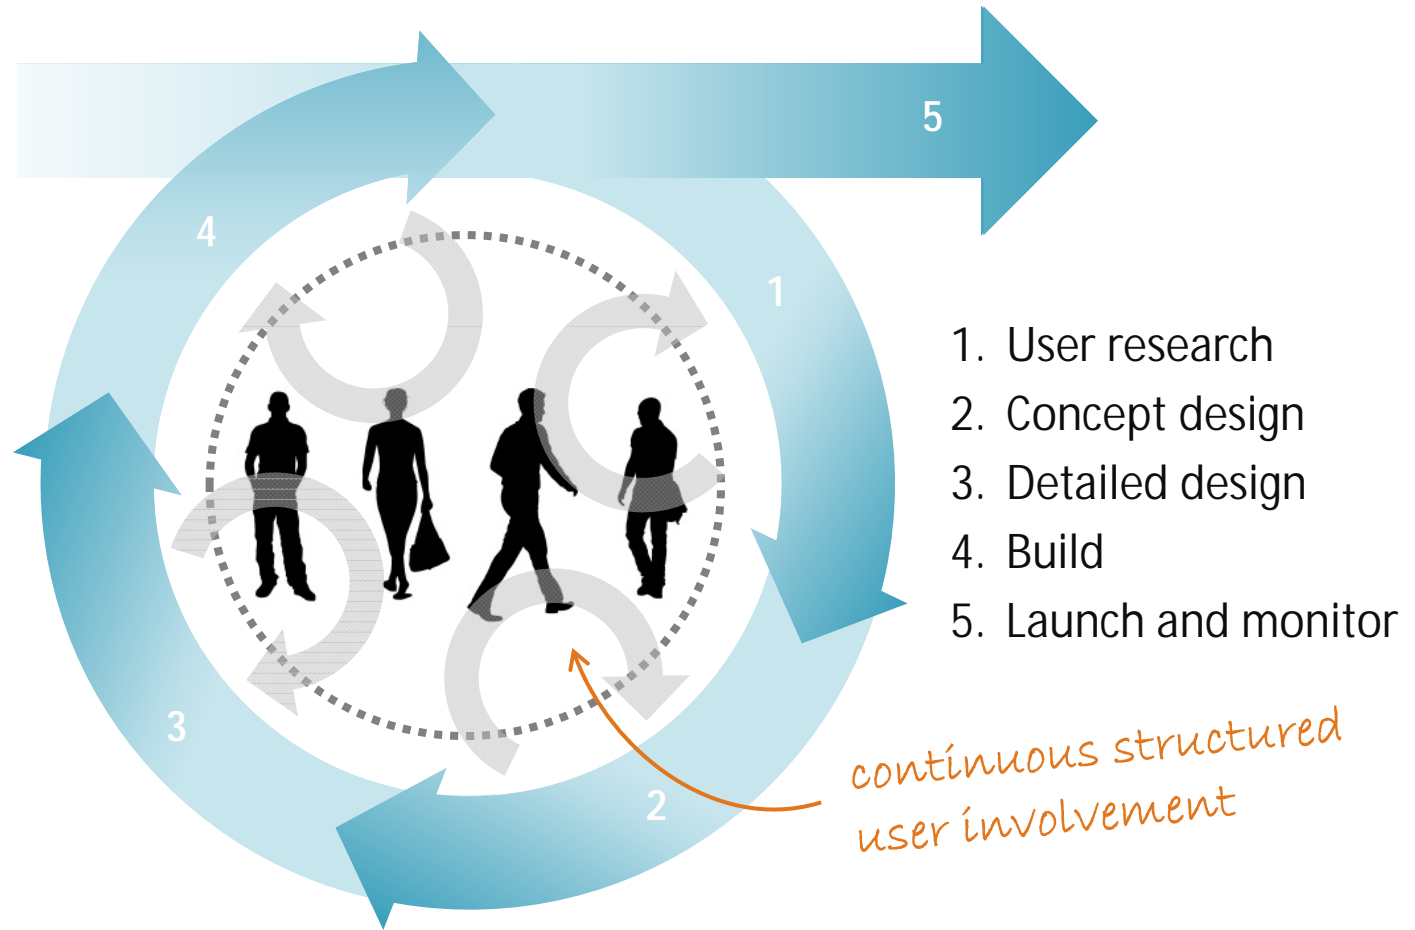 5
4
1
1. User research
2. Concept design
3. Detailed design
4. Build
5. Launch and monitor
3
2
continuous structured
user involvement